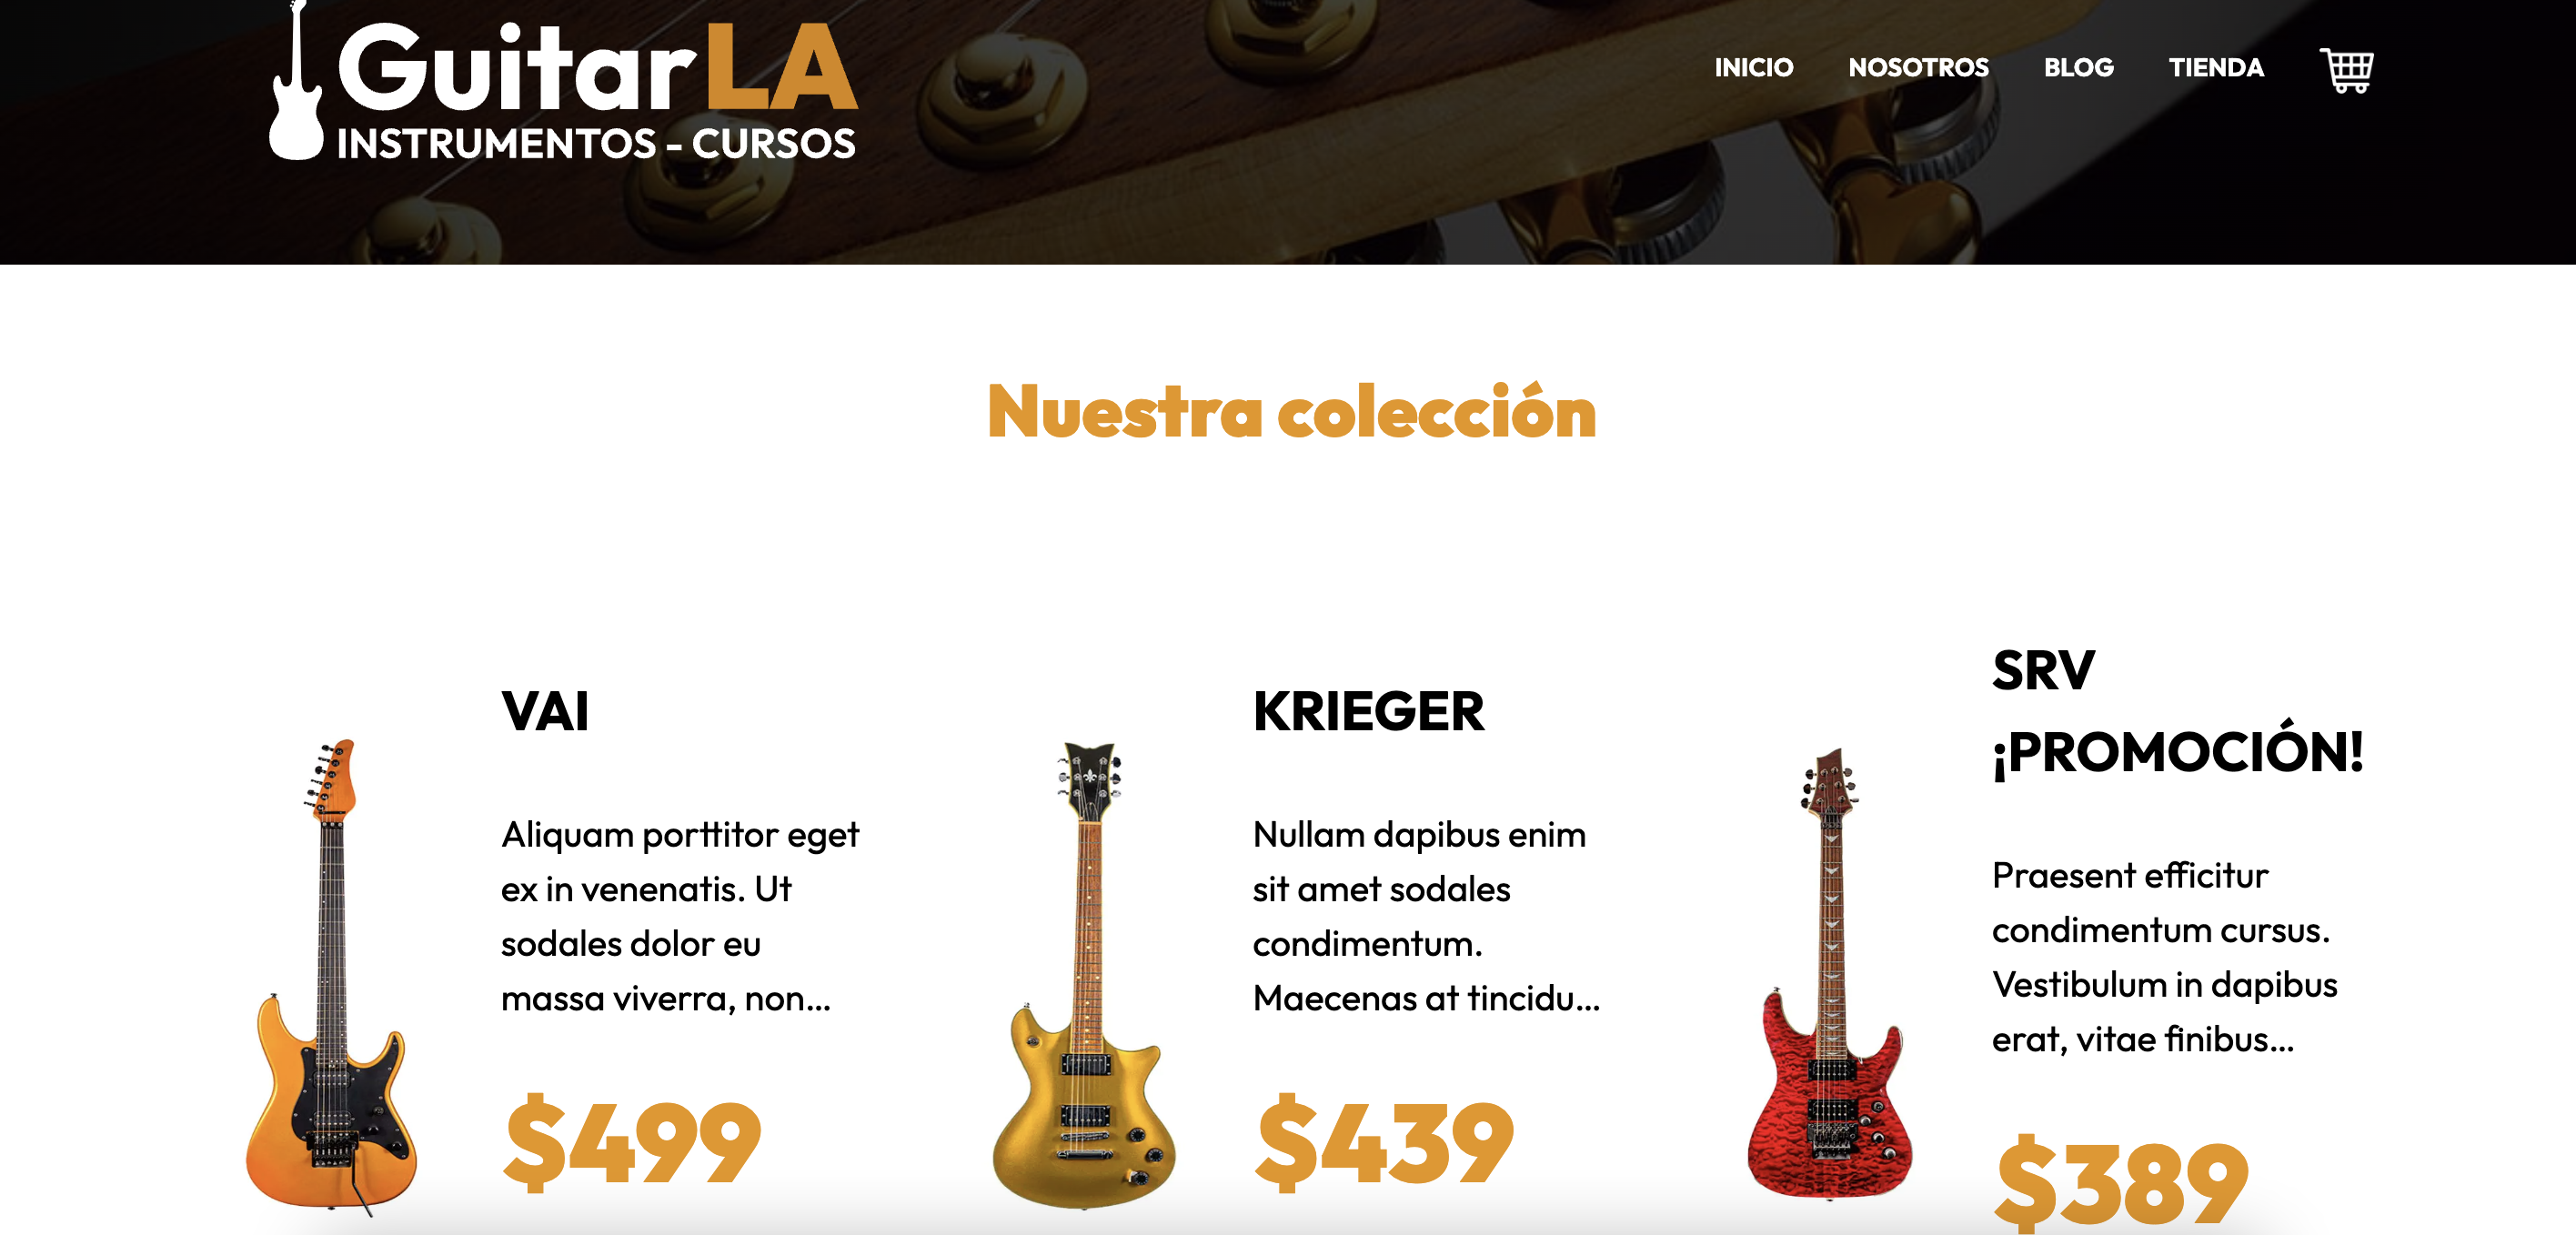 GuitarLA
INSTRUMENTOS - CURSOS
INICIO NOSOTROS BLOG TIENDA
Nuestra colección
VAI
Aliquam porttitor eget
ex in venenatis. Ut
sodales dolor eu
massa viverra, non...
$499
KRIEGER
Nullam dapibus enim
sit amet sodales
condimentum.
Maecenas at tincidu...
$439
SRV
¡PROMOCIÓN!
Praesent efficitur
condimentum cursus.
Vestibulum in dapibus
erat, vitae finibus...
$389